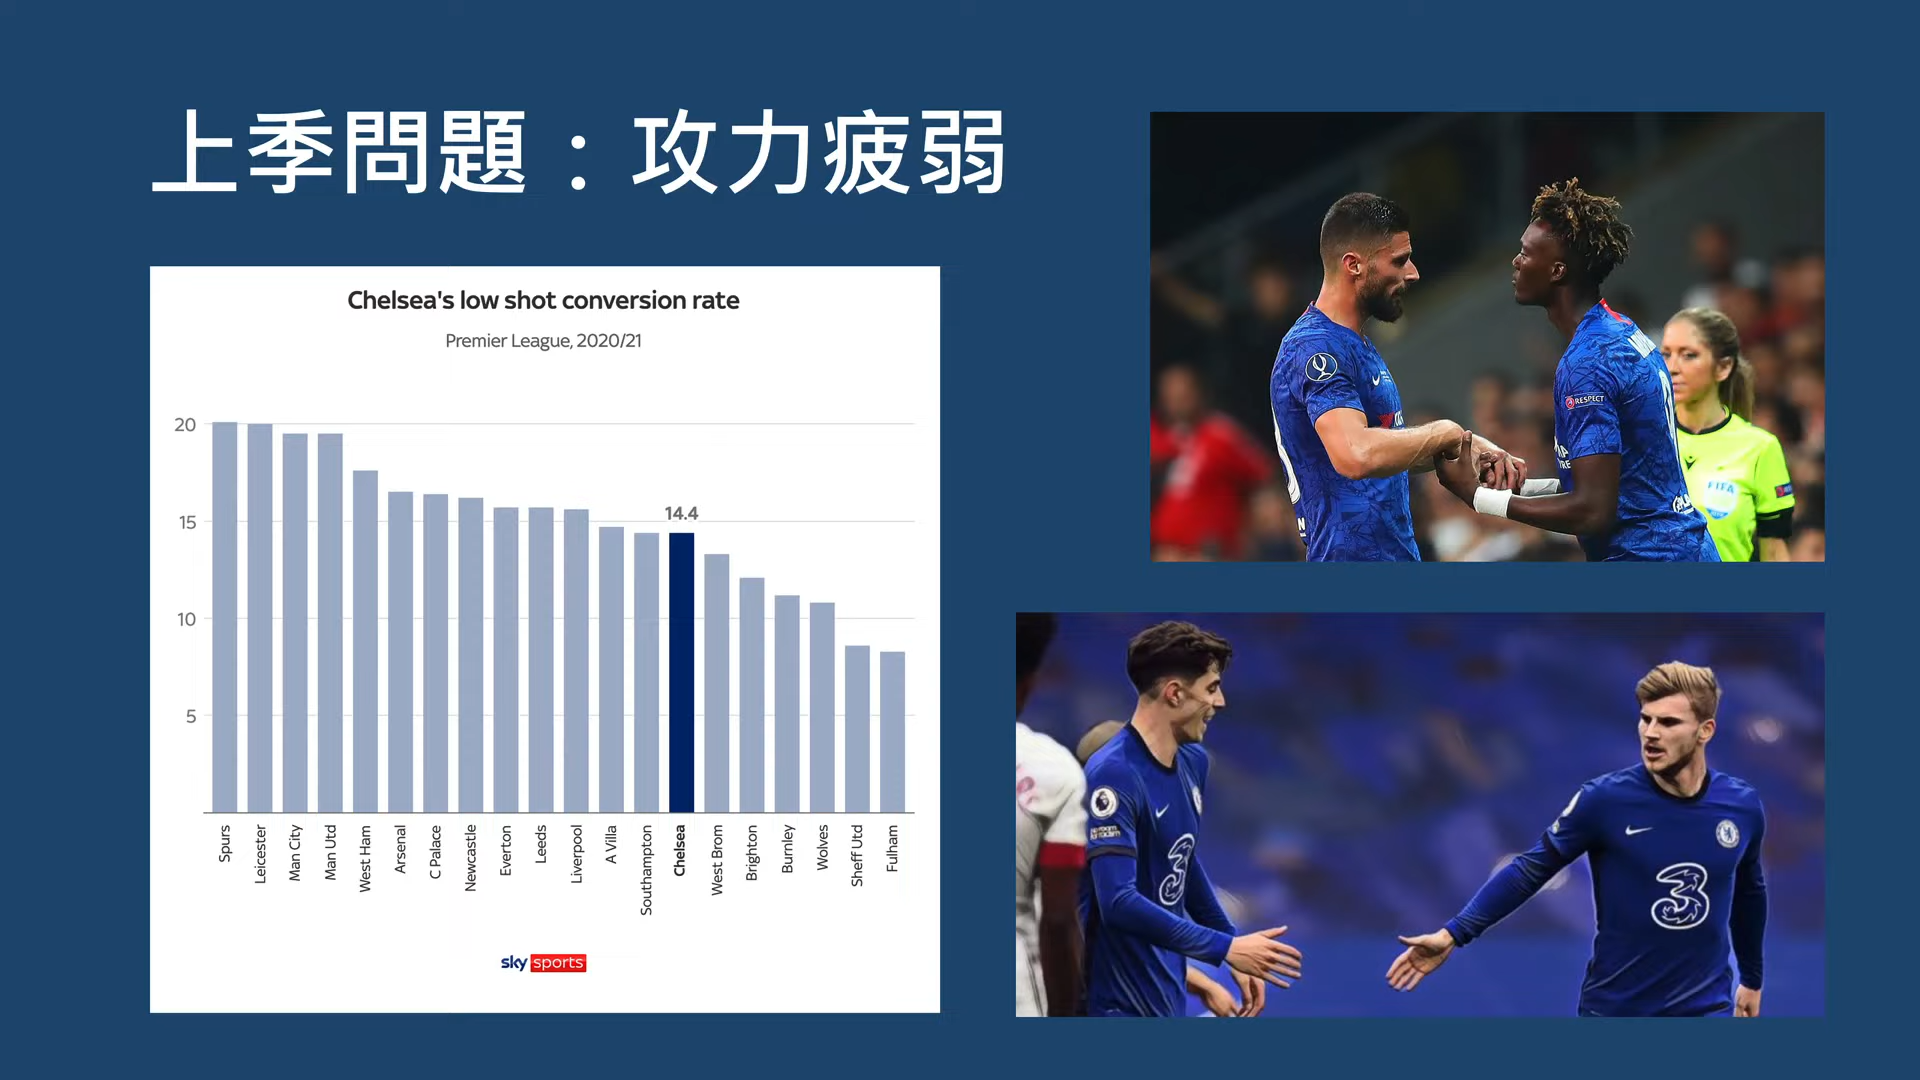 上季問題：攻力疲弱
Chelsea's low shot conversion rate
Premier League, 2020/21
20
15
10
5
14.4
Spurs
Leicester
Man City
Man Utd
West Ham
Arsenal
C Palace
Newcastle
Everton
Leeds
Liverpool
A Villa
Southampton
Chelsea
West Brom
Brighton
Burnley
Wolves
Sheff Utd
Fulham
sky sports
RESPECT
FIFA
3
3